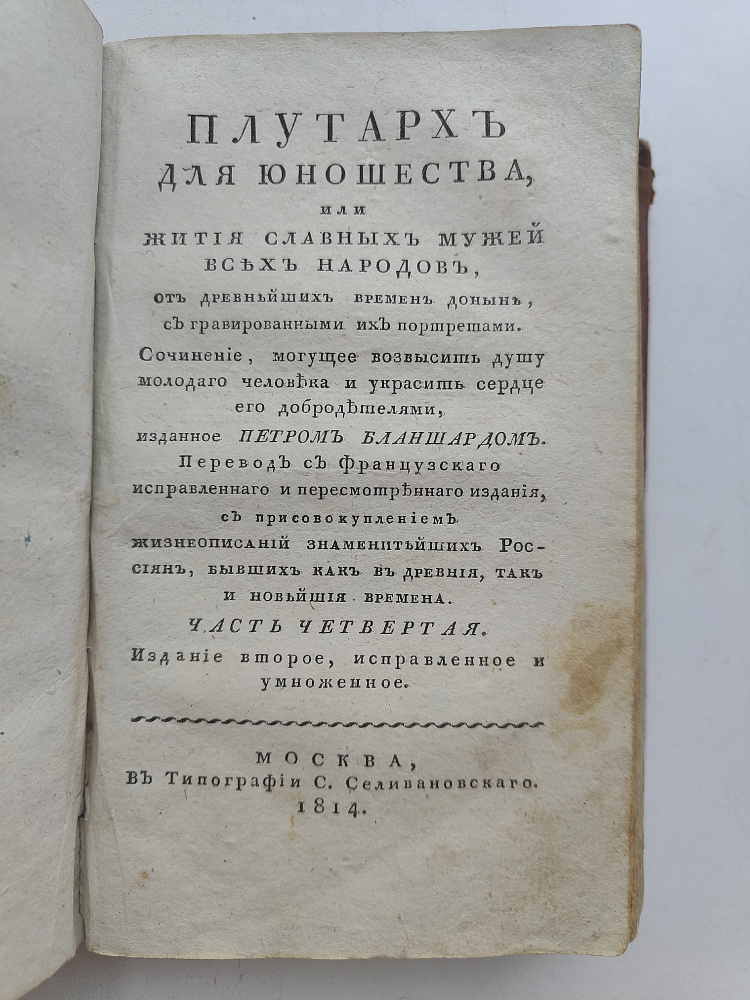 ПЛУТАРХЪ
ДЛЯ ЮНОШЕСТВА,
ИЛИ
ЖИТІЯ СЛАВНЫХЪ МУЖЕЙ
ВСѢХЪ НАРОДОВЪ,
ОТЪ ДРЕВНѢЙШИХЪ ВРЕМЕНЪ ДОНЫНѢ,
съ гравированными ихъ портретами.
Сочиненіе, могущее возвысить душу
молодаго человѣка и украсить сердце
его добродѣтелями,
изданное ПЕТРОМЪ БЛАНШАРДОМЪ.
Переводъ съ Французскаго
исправленнаго и пересмотрѣннаго изданія,
съ присовокупленіемъ
ЖИЗНЕОПИСАНІЙ ЗНАМЕНИТѢЙШИХЪ РОС-
СІЯНЪ, БЫВШИХЪ КАКЪ ВЪ ДРЕВНІЯ, ТАКЪ
И НОВѢЙШІЯ ВРЕМЕНА.
ЧАСТЬ ЧЕТВЕРТАЯ.
Изданіе второе, исправленное и
умноженное.
МОСКВА,
Въ Типографіи С. Селивановскаго.
1814.